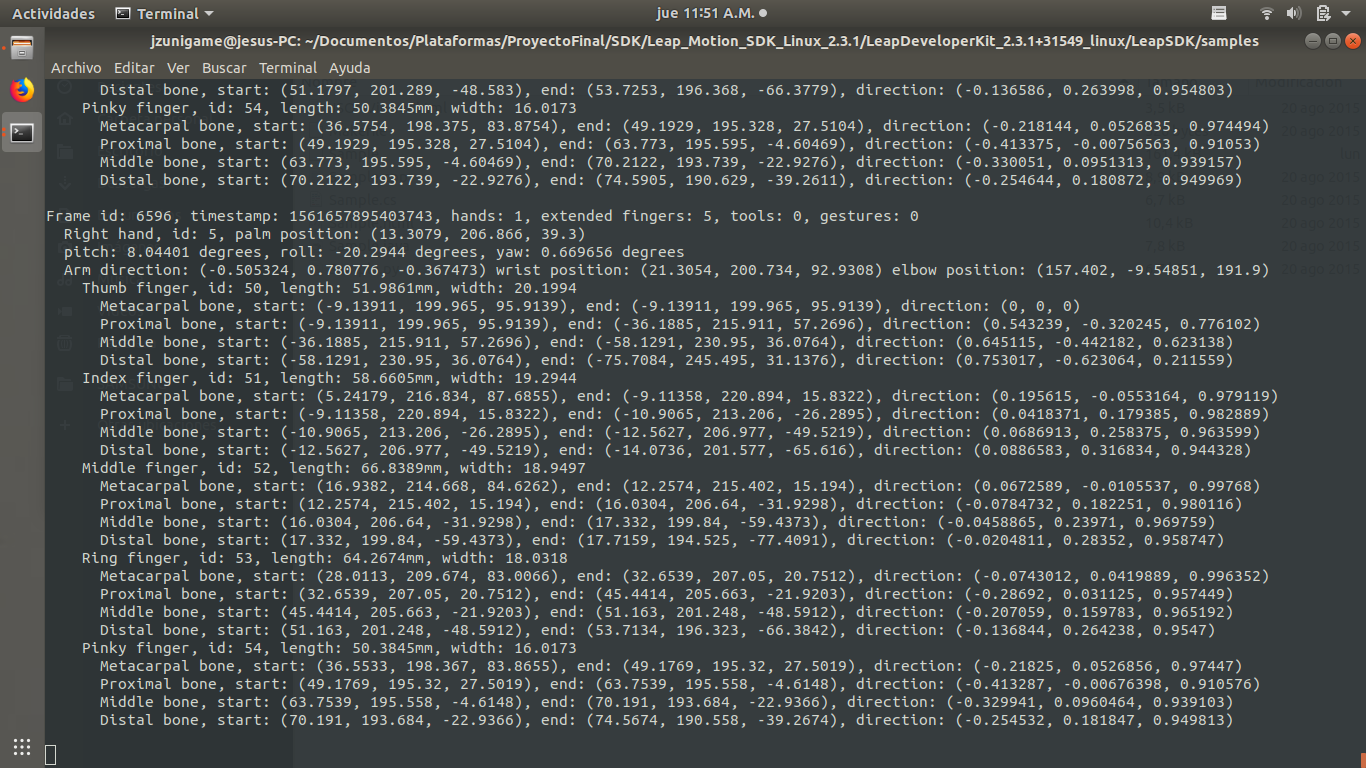 Actividades Terminal jue 11:51 A.M.
jzunigame@jesus-PC: ~/Documentos/Plataformas/ProyectoFinal/SDK/Leap_Motion_SDK_Linux_2.3.1/LeapDeveloperKit_2.3.1+31549_linux/LeapSDK/samples
Archivo Editar Ver Buscar Terminal Ayuda
Distal bone, start: (51.1797, 201.289, -48.583), end: (53.7253, 196.368, -66.3779), direction: (-0.136586, 0.263998, 0.954803)
Pinky finger, id: 54, length: 50.3845mm, width: 16.0173
Metacarpal bone, start: (36.5754, 198.375, 83.8754), end: (49.1929, 195.328, 27.5104), direction: (-0.218144, 0.0526835, 0.974494)
Proximal bone, start: (49.1929, 195.328, 27.5104), end: (63.773, 195.595, -4.60469), direction: (-0.413375, -0.00756563, 0.91053)
Middle bone, start: (63.773, 195.595, -4.60469), end: (70.2122, 193.739, -22.9276), direction: (-0.330051, 0.0951313, 0.939157)
Distal bone, start: (70.2122, 193.739, -22.9276), end: (74.5905, 190.629, -39.2611), direction: (-0.254644, 0.180872, 0.949969)
Frame id: 6596, timestamp: 1561657895403743, hands: 1, extended fingers: 5, tools: 0, gestures: 0
Right hand, id: 5, palm position: (13.3079, 206.866, 39.3)
pitch: 8.04401 degrees, roll: -20.2944 degrees, yaw: 0.669656 degrees
Arm direction: (-0.505324, 0.780776, -0.367473) wrist position: (21.3054, 200.734, 92.9308) elbow position: (157.402, -9.54851, 191.9)
Thumb finger, id: 50, length: 51.9861mm, width: 20.1994
Metacarpal bone, start: (-9.13911, 199.965, 95.9139), end: (-9.13911, 199.965, 95.9139), direction: (0, 0, 0)
Proximal bone, start: (-9.13911, 199.965, 95.9139), end: (-36.1885, 215.911, 57.2696), direction: (0.543239, -0.320245, 0.776102)
Middle bone, start: (-36.1885, 215.911, 57.2696), end: (-58.1291, 230.95, 36.0764), direction: (0.645115, -0.442182, 0.623138)
Distal bone, start: (-58.1291, 230.95, 36.0764), end: (-75.7084, 245.495, 31.1376), direction: (0.753017, -0.623064, 0.211559)
Index finger, id: 51, length: 58.6605mm, width: 19.2944
Metacarpal bone, start: (5.24179, 216.834, 87.6855), end: (-9.11358, 220.894, 15.8322), direction: (0.195615, -0.0553164, 0.979119)
Proximal bone, start: (-9.11358, 220.894, 15.8322), end: (-10.9065, 213.206, -26.2895), direction: (0.0418371, 0.179385, 0.982889)
Middle bone, start: (-10.9065, 213.206, -26.2895), end: (-12.5627, 206.977, -49.5219), direction: (0.0686913, 0.258375, 0.963599)
Distal bone, start: (-12.5627, 206.977, -49.5219), end: (-14.0736, 201.577, -65.616), direction: (0.0886583, 0.316834, 0.944328)
Middle finger, id: 52, length: 66.8389mm, width: 18.9497
Metacarpal bone, start: (16.9382, 214.668, 84.6262), end: (12.2574, 215.402, 15.194), direction: (0.0672589, -0.0105537, 0.99768)
Proximal bone, start: (12.2574, 215.402, 15.194), end: (16.0304, 206.64, -31.9298), direction: (-0.0784732, 0.182251, 0.980116)
Middle bone, start: (16.0304, 206.64, -31.9298), end: (17.332, 199.84, -59.4373), direction: (-0.0458865, 0.23971, 0.969759)
Distal bone, start: (17.332, 199.84, -59.4373), end: (17.7159, 194.525, -77.4091), direction: (-0.0204811, 0.28352, 0.958747)
Ring finger, id: 53, length: 64.2674mm, width: 18.0318
Metacarpal bone, start: (28.0113, 209.674, 83.0066), end: (32.6539, 207.05, 20.7512), direction: (-0.0743012, 0.0419889, 0.996352)
Proximal bone, start: (32.6539, 207.05, 20.7512), end: (45.4414, 205.663, -21.9203), direction: (-0.28692, 0.031125, 0.957449)
Middle bone, start: (45.4414, 205.663, -21.9203), end: (51.163, 201.248, -48.5912), direction: (-0.207059, 0.159783, 0.965192)
Distal bone, start: (51.163, 201.248, -48.5912), end: (53.7134, 196.323, -66.3842), direction: (-0.136844, 0.264238, 0.9547)
Pinky finger, id: 54, length: 50.3845mm, width: 16.0173
Metacarpal bone, start: (36.5533, 198.367, 83.8655), end: (49.1769, 195.32, 27.5019), direction: (-0.21825, 0.0526856, 0.97447)
Proximal bone, start: (49.1769, 195.32, 27.5019), end: (63.7539, 195.558, -4.6148), direction: (-0.413287, -0.00676398, 0.910576)
Middle bone, start: (63.7539, 195.558, -4.6148), end: (70.191, 193.684, -22.9366), direction: (-0.329941, 0.0960464, 0.939103)
Distal bone, start: (70.191, 193.684, -22.9366), end: (74.5674, 190.558, -39.2674), direction: (-0.254532, 0.181847, 0.949813)